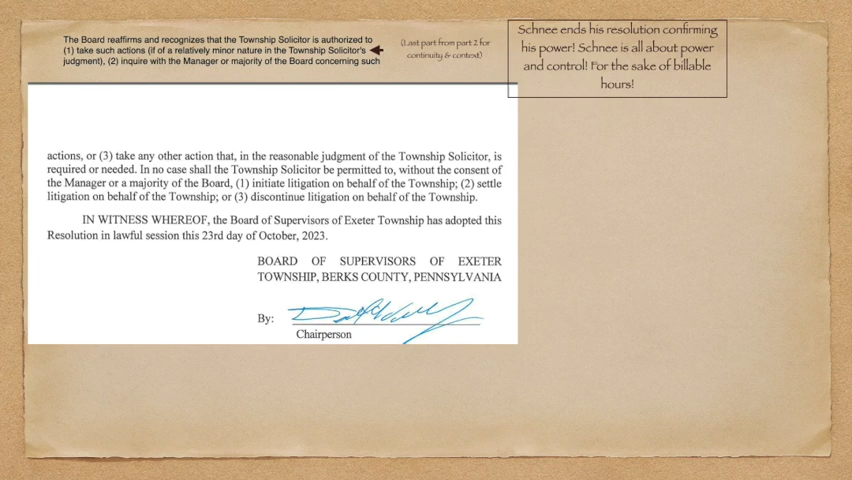 The Board reaffirms and recognizes that the Township Solicitor is authorized to
(1) take such actions (if of a relatively minor nature in the Township Solicitor's
judgment), (2) inquire with the Manager or majority of the Board concerning such
(Last part from part 2 for
continuity & context)
Schnee ends his resolution confirming
his power! Schnee is all about power
and control! For the sake of billable
hours!
actions, or (3) take any other action that, in the reasonable judgment of the Township Solicitor, is
required or needed. In no case shall the Township Solicitor be permitted to, without the consent of
the Manager or a majority of the Board, (1) initiate litigation on behalf of the Township; (2) settle
litigation on behalf of the Township; or (3) discontinue litigation on behalf of the Township.
IN WITNESS WHEREOF, the Board of Supervisors of Exeter Township has adopted this
Resolution in lawful session this 23rd day of October, 2023.
BOARD OF SUPERVISORS OF EXETER
TOWNSHIP, BERKS COUNTY, PENNSYLVANIA
By:
Chairperson